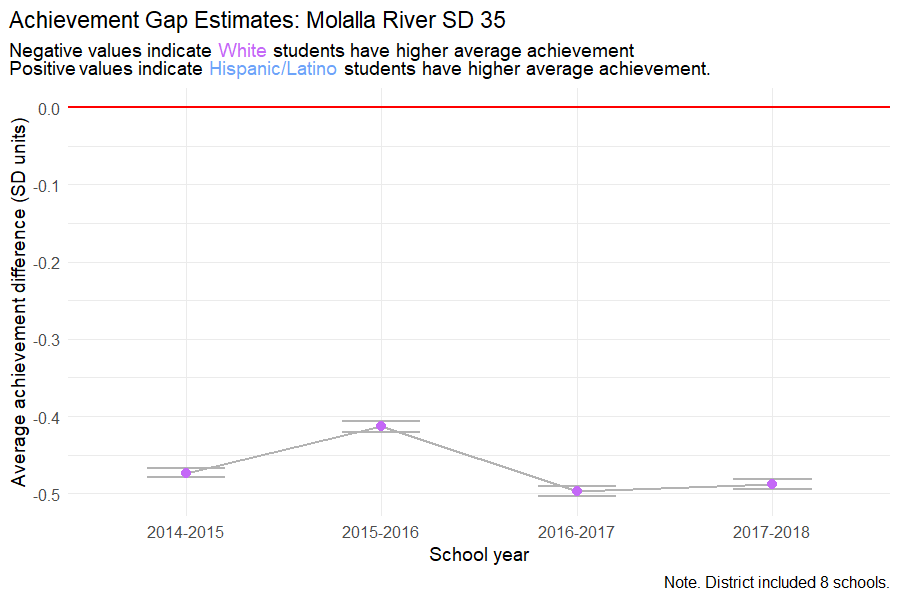 Achievement Gap Estimates: Molalla River SD 35
Negative values indicate White students have higher average achievement
Positive values indicate Hispanic/Latino students have higher average achievement.
Average achievement difference (SD units)
0.0
-0.1
-0.2
-0.3
-0.4
-0.5
2014-2015 2015-2016 2016-2017 2017-2018
School year
Note. District included 8 schools.